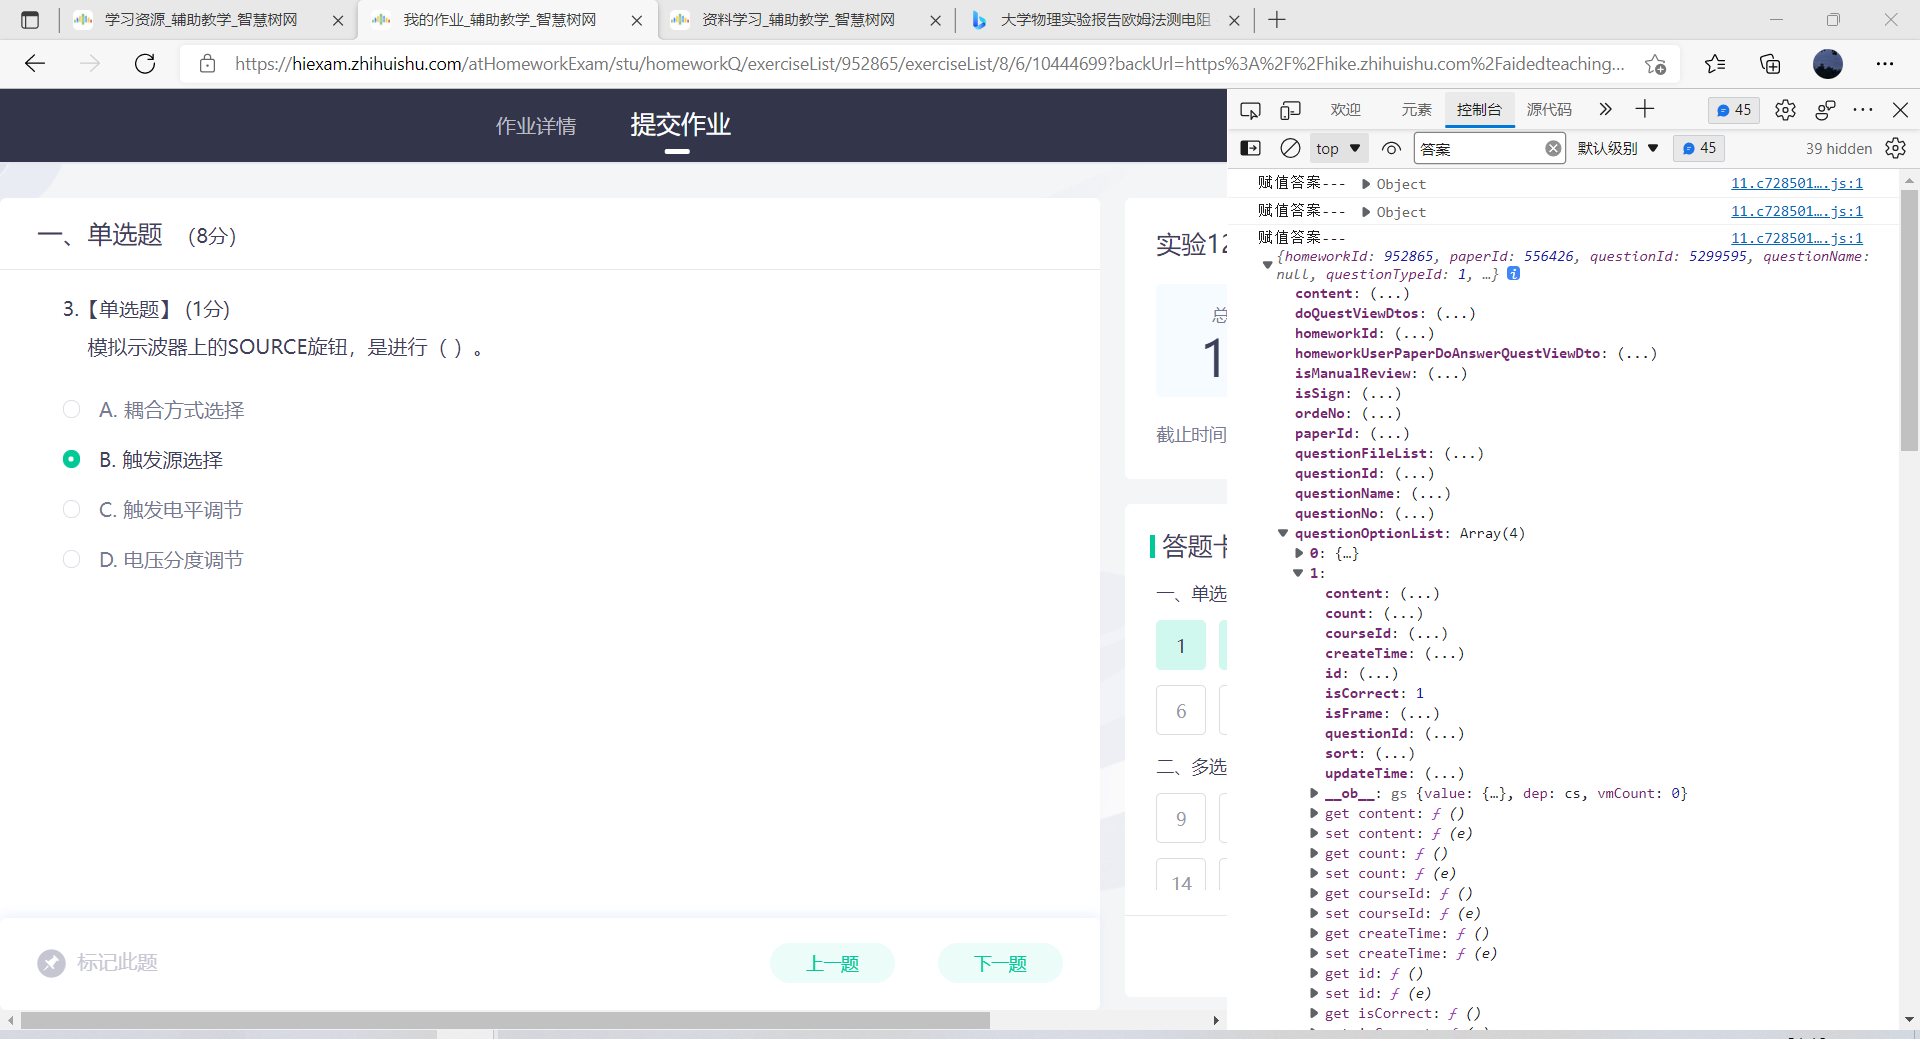 学习资源_辅助教学_智慧树网
我的作业_辅助教学_智慧树网
资料学习_辅助教学_智慧树网
大学物理实验报告欧姆法测电阻
https://hiexam.zhihuishu.com/atHomeworkExam/stu/homeworkQ/exerciseList/952865/exerciseList/8/6/10444699?backUrl=https%3A%2F%2Fhike.zhihuishu.com%2Faidedteaching...
作业详情
提交作业
一、单选题 （8分）
3.【单选题】 (1分)
模拟示波器上的SOURCE旋钮，是进行（ ）。
A. 耦合方式选择
B. 触发源选择
C. 触发电平调节
D. 电压分度调节
标记此题
上一题
下一题
实验12
总
1
截止时间
答题卡
一、单选
1
6
二、多选
9
14
欢迎
元素
控制台
源代码
45
top
答案
默认级别
45
39 hidden
赋值答案--- Object 11.c728501….js:1
赋值答案--- Object 11.c728501….js:1
赋值答案--- 11.c728501….js:1
{homeworkId: 952865, paperId: 556426, questionId: 5299595, questionName:
null, questionTypeId: 1, …}
content: (...)
doQuestViewDtos: (...)
homeworkId: (...)
homeworkUserPaperDoAnswerQuestViewDto: (...)
isManualReview: (...)
isSign: (...)
ordeNo: (...)
paperId: (...)
questionFileList: (...)
questionId: (...)
questionName: (...)
questionNo: (...)
questionOptionList: Array(4)
0: {…}
1:
content: (...)
count: (...)
courseId: (...)
createTime: (...)
id: (...)
isCorrect: 1
isFrame: (...)
questionId: (...)
sort: (...)
updateTime: (...)
__ob__: gs {value: {…}, dep: cs, vmCount: 0}
get content: ƒ ()
set content: ƒ (e)
get count: ƒ ()
set count: ƒ (e)
get courseId: ƒ ()
set courseId: ƒ (e)
get createTime: ƒ ()
set createTime: ƒ (e)
get id: ƒ ()
set id: ƒ (e)
get isCorrect: ƒ ()